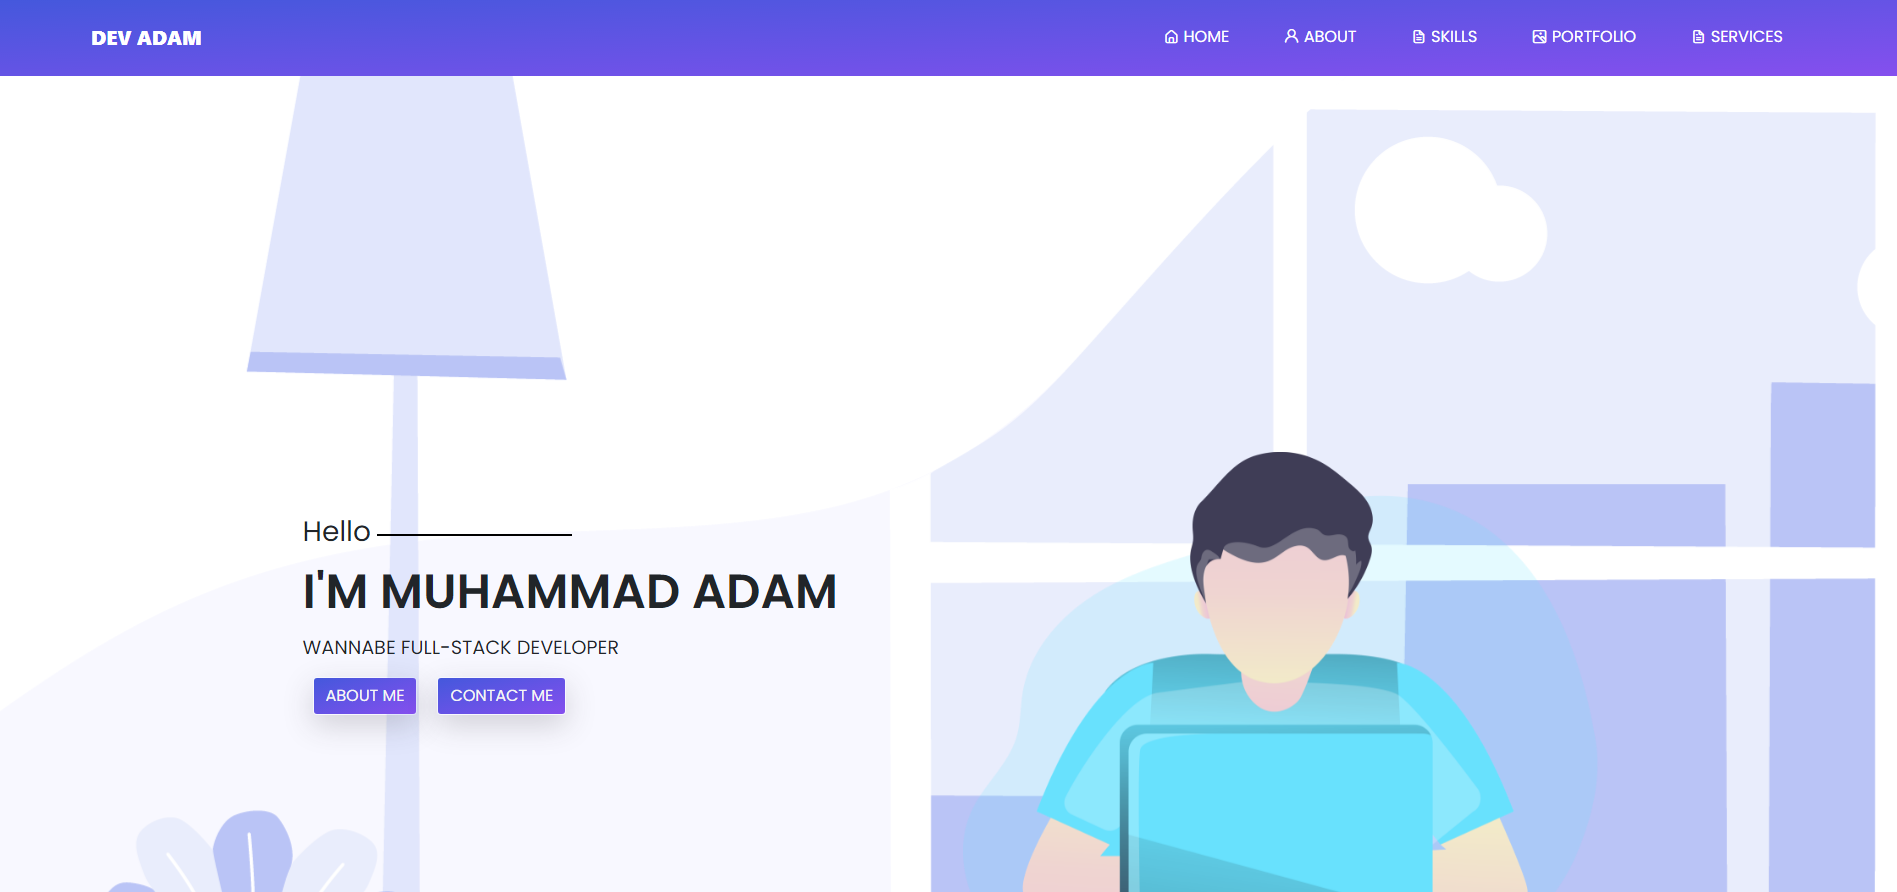 DEV ADAM
HOME ABOUT SKILLS PORTFOLIO SERVICES
Hello
I'M MUHAMMAD ADAM
WANNABE FULL-STACK DEVELOPER
ABOUT ME CONTACT ME